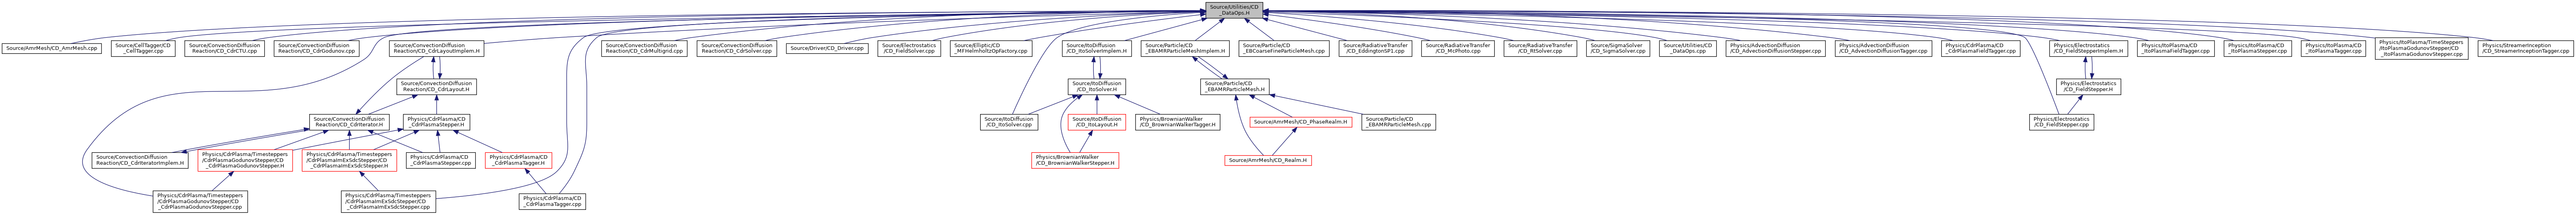 Source/Utilities/CD
_DataOps.H
Source/AmrMesh/CD_AmrMesh.cpp
Source/CellTagger/CD
_CellTagger.cpp
Source/ConvectionDiffusion
Reaction/CD_CdrCTU.cpp
Source/ConvectionDiffusion
Reaction/CD_CdrGodunov.cpp
Source/ConvectionDiffusion
Reaction/CD_CdrLayoutImplem.H
Source/ConvectionDiffusion
Reaction/CD_CdrMultigrid.cpp
Source/ConvectionDiffusion
Reaction/CD_CdrSolver.cpp
Source/Driver/CD_Driver.cpp
Source/Electrostatics
/CD_FieldSolver.cpp
Source/Elliptic/CD
_MFHelmholtzOpFactory.cpp
Source/ItoDiffusion
/CD_ItoSolverImplem.H
Source/Particle/CD
_EBAMRParticleMeshImplem.H
Source/Particle/CD
_EBCoarseFineParticleMesh.cpp
Source/RadiativeTransfer
/CD_EddingtonSP1.cpp
Source/RadiativeTransfer
/CD_McPhoto.cpp
Source/RadiativeTransfer
/CD_RtSolver.cpp
Source/SigmaSolver
/CD_SigmaSolver.cpp
Source/Utilities/CD
_DataOps.cpp
Physics/AdvectionDiffusion
/CD_AdvectionDiffusionStepper.cpp
Physics/AdvectionDiffusion
/CD_AdvectionDiffusionTagger.cpp
Physics/CdrPlasma/CD
_CdrPlasmaFieldTagger.cpp
Physics/Electrostatics
/CD_FieldStepperImplem.H
Physics/ItoPlasma/CD
_ItoPlasmaFieldTagger.cpp
Physics/ItoPlasma/CD
_ItoPlasmaStepper.cpp
Physics/ItoPlasma/CD
_ItoPlasmaTagger.cpp
Physics/ItoPlasma/TimeSteppers
/ItoPlasmaGodunovStepper/CD
_ItoPlasmaGodunovStepper.cpp
Physics/StreamerInception
/CD_StreamerInceptionTagger.cpp
Source/ConvectionDiffusion
Reaction/CD_CdrLayout.H
Source/ItoDiffusion
/CD_ItoSolver.H
Source/Particle/CD
_EBAMRParticleMesh.H
Physics/Electrostatics
/CD_FieldStepper.H
Source/ConvectionDiffusion
Reaction/CD_CdrIterator.H
Physics/CdrPlasma/CD
_CdrPlasmaStepper.H
Source/ItoDiffusion
/CD_ItoSolver.cpp
Source/ItoDiffusion
/CD_ItoLayout.H
Physics/BrownianWalker
/CD_BrownianWalkerTagger.H
Source/AmrMesh/CD_PhaseRealm.H
Source/Particle/CD
_EBAMRParticleMesh.cpp
Physics/Electrostatics
/CD_FieldStepper.cpp
Source/ConvectionDiffusion
Reaction/CD_CdrIteratorImplem.H
Physics/CdrPlasma/Timesteppers
/CdrPlasmaGodunovStepper/CD
_CdrPlasmaGodunovStepper.H
Physics/CdrPlasma/Timesteppers
/CdrPlasmaImExSdcStepper/CD
_CdrPlasmaImExSdcStepper.H
Physics/CdrPlasma/CD
_CdrPlasmaStepper.cpp
Physics/CdrPlasma/CD
_CdrPlasmaTagger.H
Physics/BrownianWalker
/CD_BrownianWalkerStepper.H
Source/AmrMesh/CD_Realm.H
Physics/CdrPlasma/Timesteppers
/CdrPlasmaGodunovStepper/CD
_CdrPlasmaGodunovStepper.cpp
Physics/CdrPlasma/Timesteppers
/CdrPlasmaImExSdcStepper/CD
_CdrPlasmaImExSdcStepper.cpp
Physics/CdrPlasma/CD
_CdrPlasmaTagger.cpp